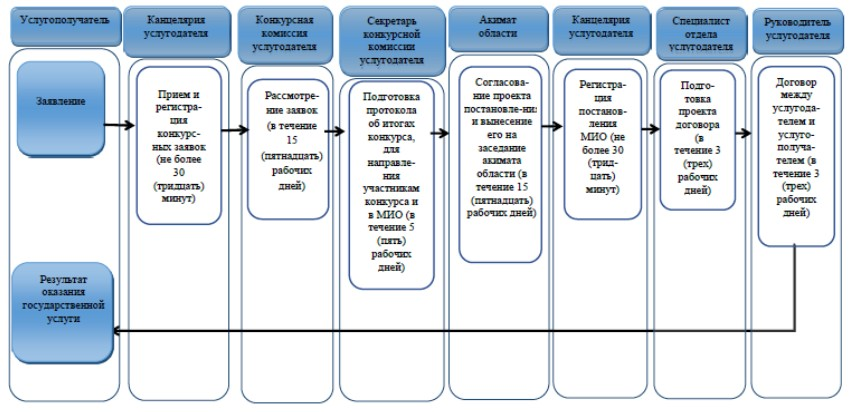 Услугополучатель
Канцелярия
услугодателя
Конкурсная
комиссия
услугодателя
Секретарь
конкурсной
комиссии
услугодателя
Акимат
области
Канцелярия
услугодателя
Специалист
отдела
услугодателя
Руководитель
услугодателя
Заявление
Прием и
регистра-
ция
конкурс-
ных заявок
(не более
30
(тридцать)
минут)
Рассмотре-
ние заявок
(в течение
15
(пятнадцать)
рабочих
дней)
Подготовка
протокола
об итогах
конкурса,
для
направле-
ния
участникам
конкурса и
в МИО (в
течение 5
(пять)
рабочих
дней)
Согласова-
ние проекта
постановле-ния
и вынесение
его на
заседание
акимата
области (в
течение 15
(пятнадцать)
рабочих дней)
Регистра-
ция
постанов-
ления
МИО (не
более 30
(трид-
цать)
минут)
Подго-
товка
проекта
договора
(в
течение 3
(трех)
рабочих
дней)
Договор
между
услугода-
телем и
услуго-
получа-
телем (в
течение 3
(трех)
рабочих
дней)
Результат
оказания
государственной
услуги